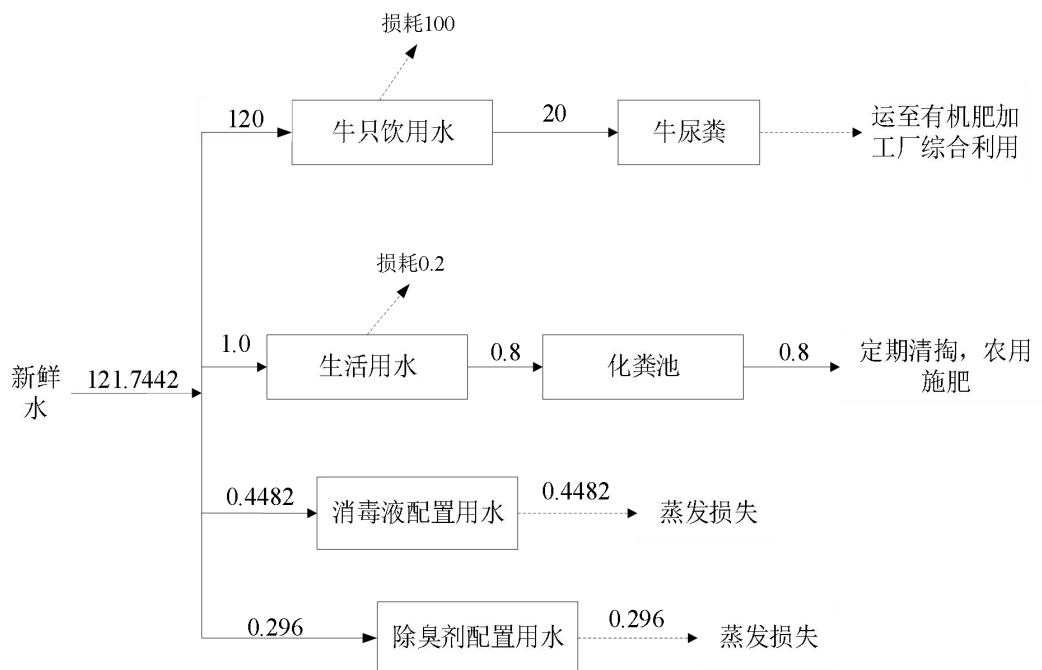 损耗100
120
牛只饮用水
20
牛尿粪
运至有机肥加
工厂综合利用
损耗0.2
1.0
生活用水
0.8
化粪池
0.8
定期清掏，农用
施肥
新鲜
水
121.7442
0.4482
消毒液配置用水
0.4482
蒸发损失
0.296
除臭剂配置用水
0.296
蒸发损失